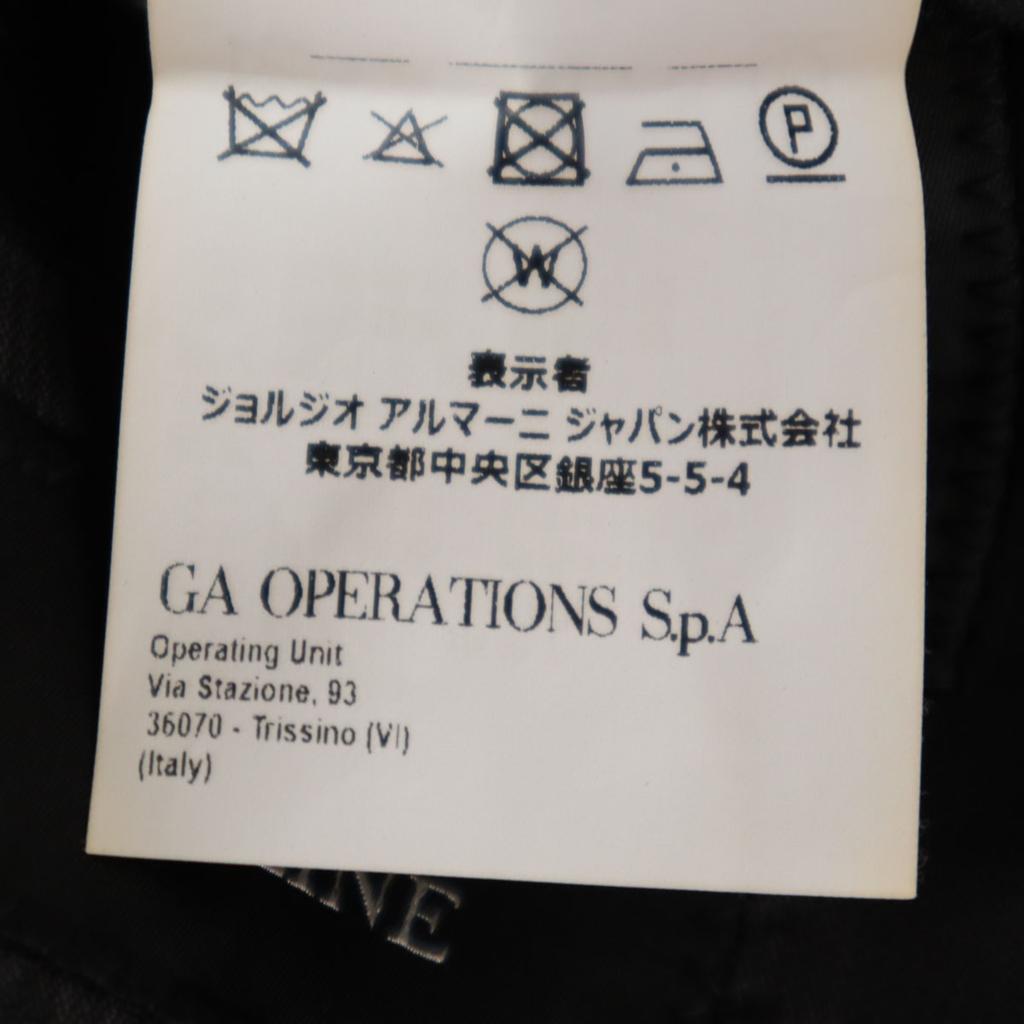 P
W
表示者
ジョルジオ アルマーニ ジャパン株式会社
東京都中央区銀座5-5-4
GA OPERATIONS S.p.A
Operating Unit
Via Stazione, 93
36070 - Trissino (VI)
(Italy)